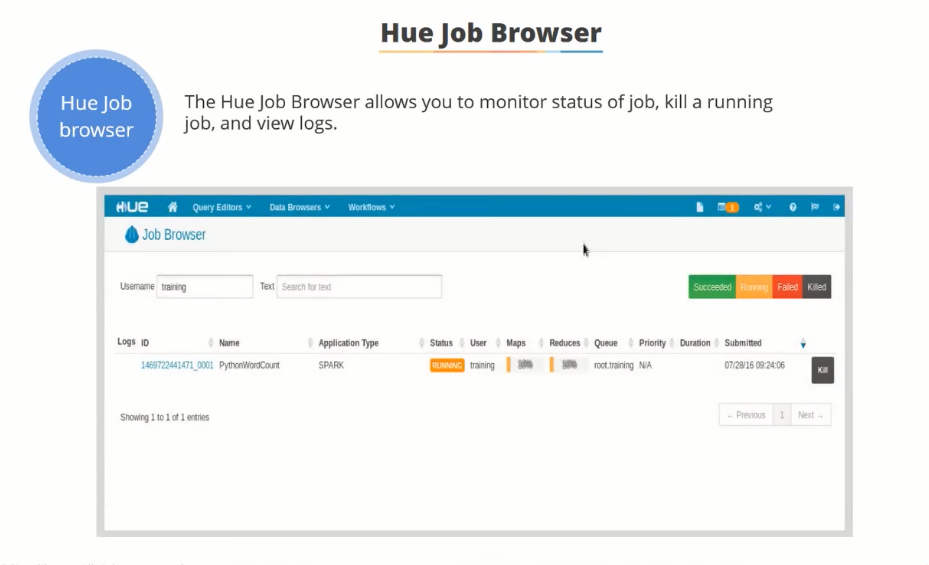 Hue Job Browser
Hue Job
browser
The Hue Job Browser allows you to monitor status of job, kill a running
job, and view logs.
HUE Query Editors Data Browsers Workflows 1
Job Browser
Username training Text Search for text Succeeded Running Failed Killed
Logs ID Name Application Type Status User Maps Reduces Queue Priority Duration Submitted
1469722441471_0001 PythonWordCount SPARK RUNNING training 10% 10% root.training N/A 07/28/16 09:24:06 Kill
Showing 1 to 1 of 1 entries ← Previous 1 Next →